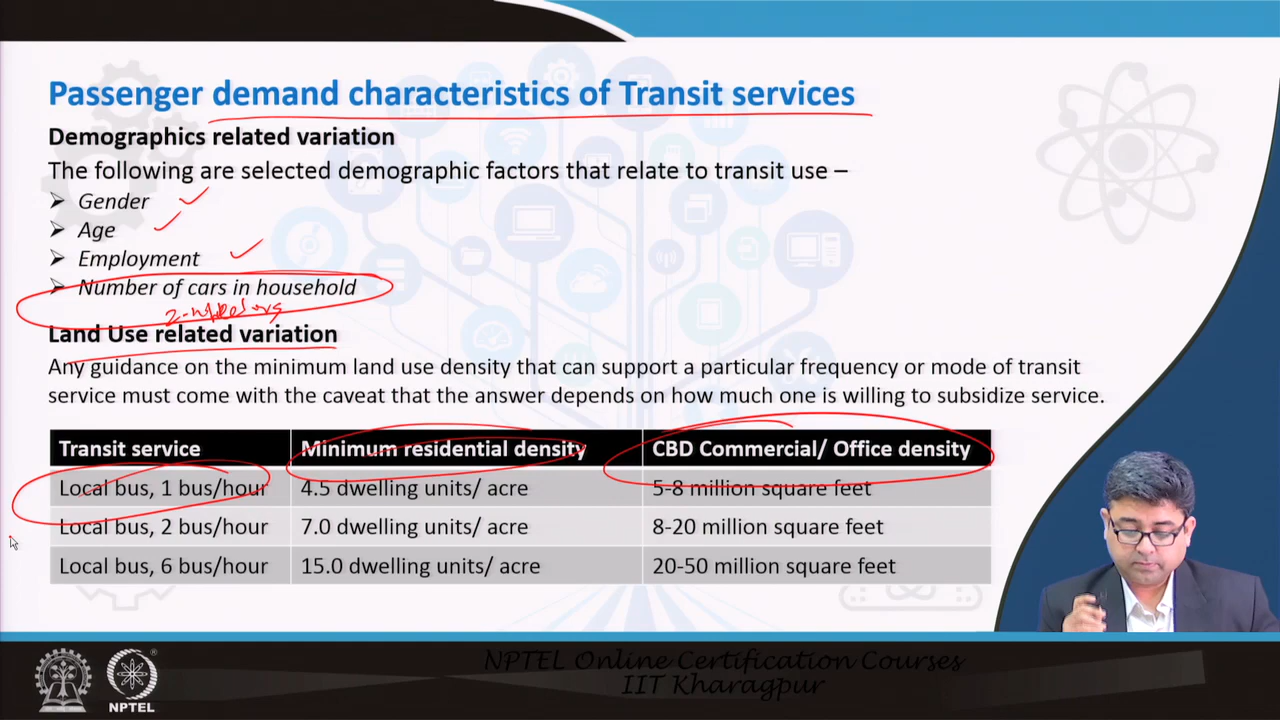 Passenger demand characteristics of Transit services
Demographics related variation
The following are selected demographic factors that relate to transit use –
➢ Gender
➢ Age
➢ Employment
➢ Number of cars in household
2-wheelers
Land Use related variation
Any guidance on the minimum land use density that can support a particular frequency or mode of transit
service must come with the caveat that the answer depends on how much one is willing to subsidize service.
Transit service Minimum residential density CBD Commercial/ Office density
Local bus, 1 bus/hour 4.5 dwelling units/ acre 5-8 million square feet
Local bus, 2 bus/hour 7.0 dwelling units/ acre 8-20 million square feet
Local bus, 6 bus/hour 15.0 dwelling units/ acre 20-50 million square feet
NPTEL Online Certification Courses
IIT Kharagpur
NPTEL